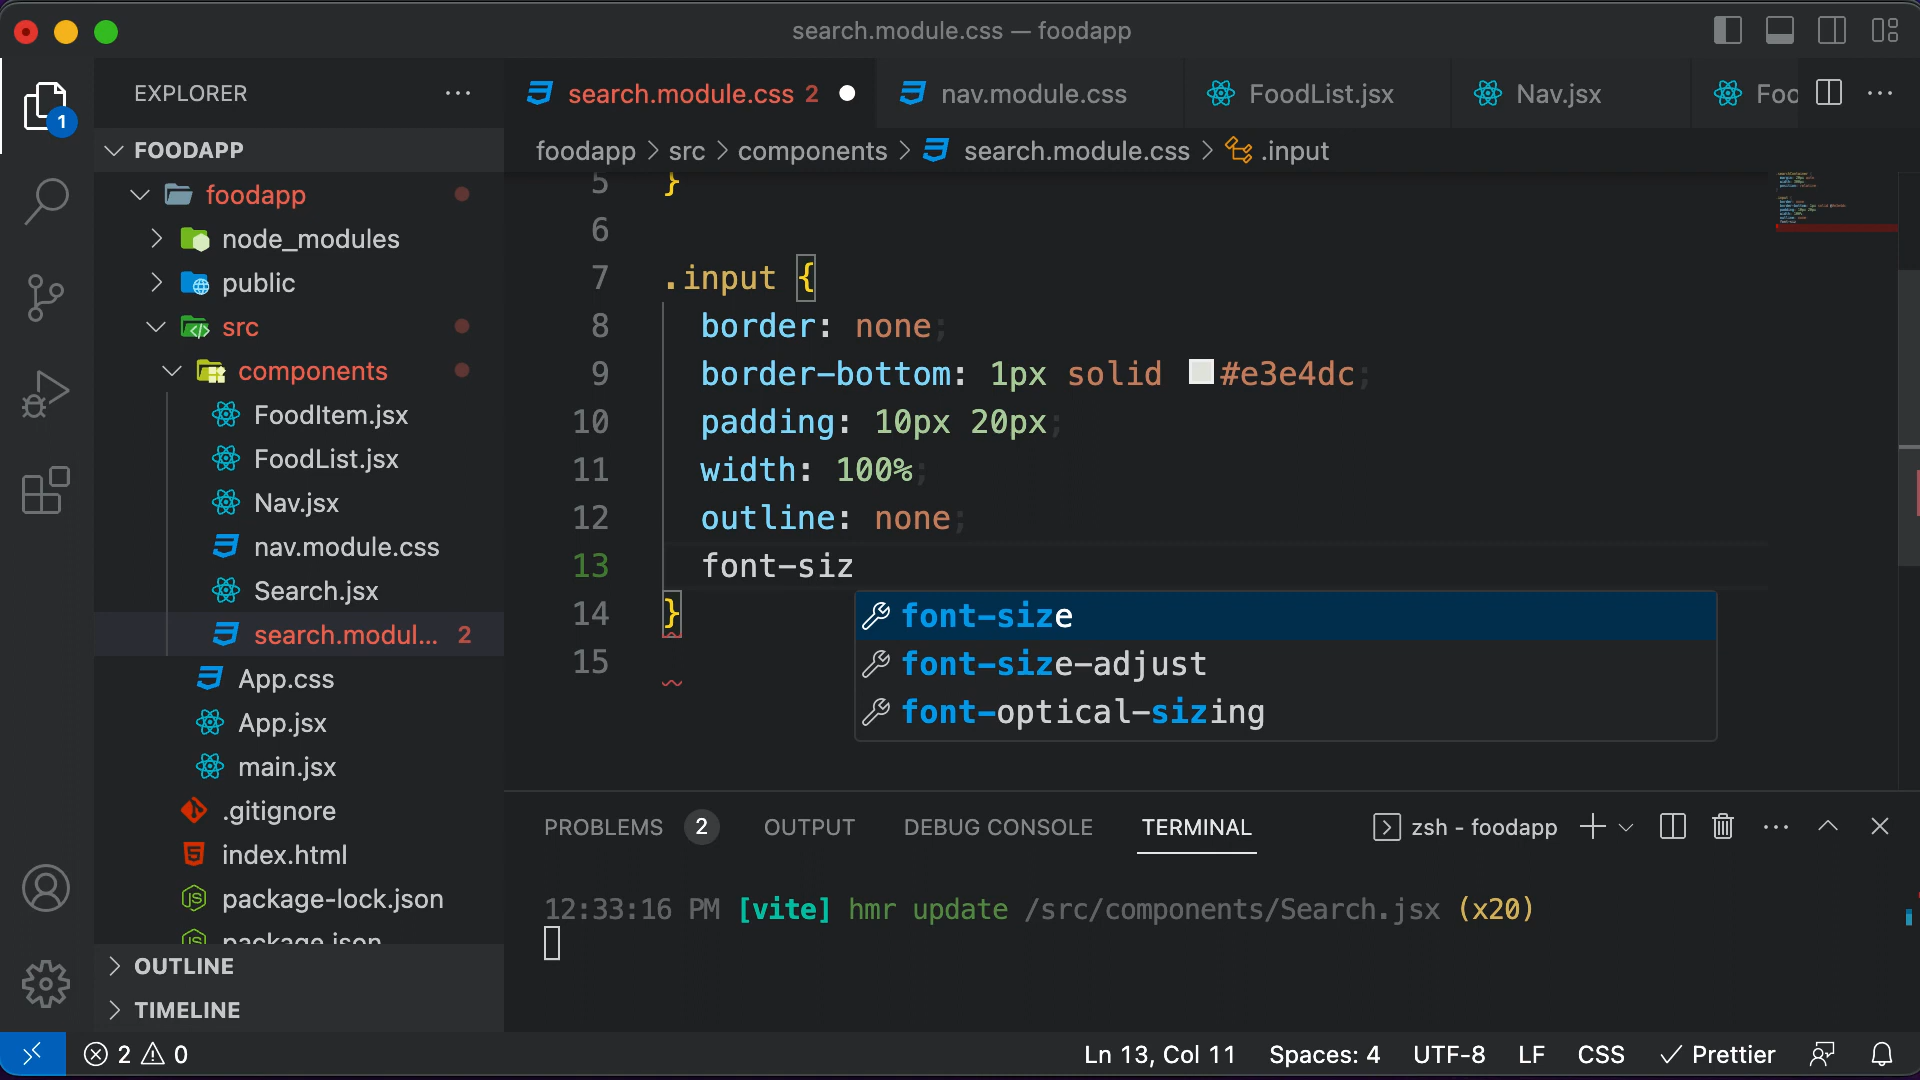 search.module.css — foodapp
EXPLORER
search.module.css 2
nav.module.css
FoodList.jsx
Nav.jsx
Foo
1
FOODAPP
foodapp > src > components > search.module.css > .input
foodapp
node_modules
public
src
components
FoodItem.jsx
FoodList.jsx
Nav.jsx
nav.module.css
Search.jsx
search.modul... 2
App.css
App.jsx
main.jsx
.gitignore
index.html
package-lock.json
package.json
OUTLINE
TIMELINE
5 }
6
7 .input {
8 border: none;
9 border-bottom: 1px solid #e3e4dc;
10 padding: 10px 20px;
11 width: 100%;
12 outline: none;
13 font-siz
14 }
15
font-size
font-size-adjust
font-optical-sizing
PROBLEMS 2 OUTPUT DEBUG CONSOLE TERMINAL zsh - foodapp
12:33:16 PM [vite] hmr update /src/components/Search.jsx (x20)
2 0
Ln 13, Col 11 Spaces: 4 UTF-8 LF CSS Prettier